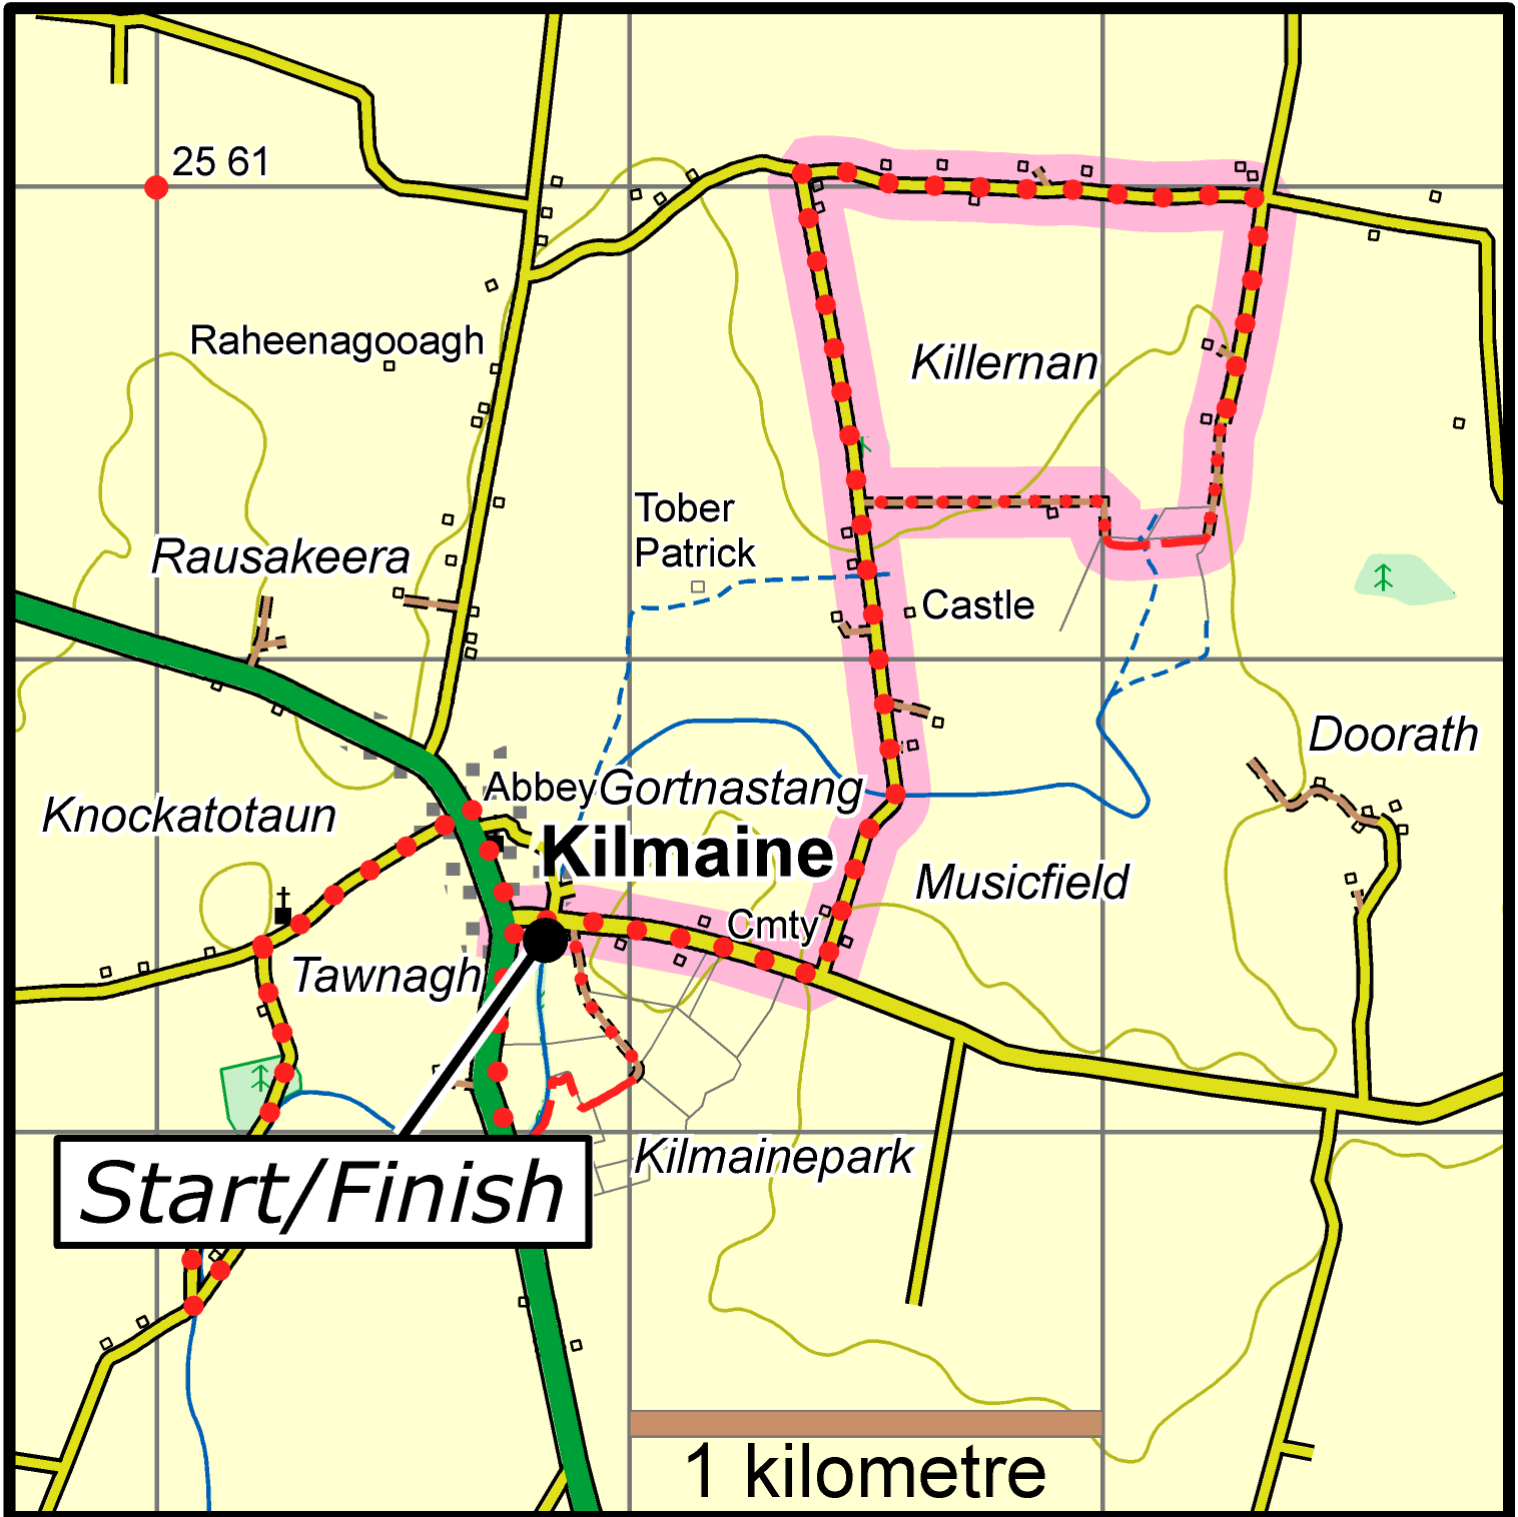 25 61
Raheenagooagh
Killernan
Tober
Patrick
Rausakeera
Castle
Doorath
Abbey
Gortnastang
Knockatotaun
Kilmaine
Musicfield
Cmty
Tawnagh
Kilmainepark
Start/Finish
1 kilometre